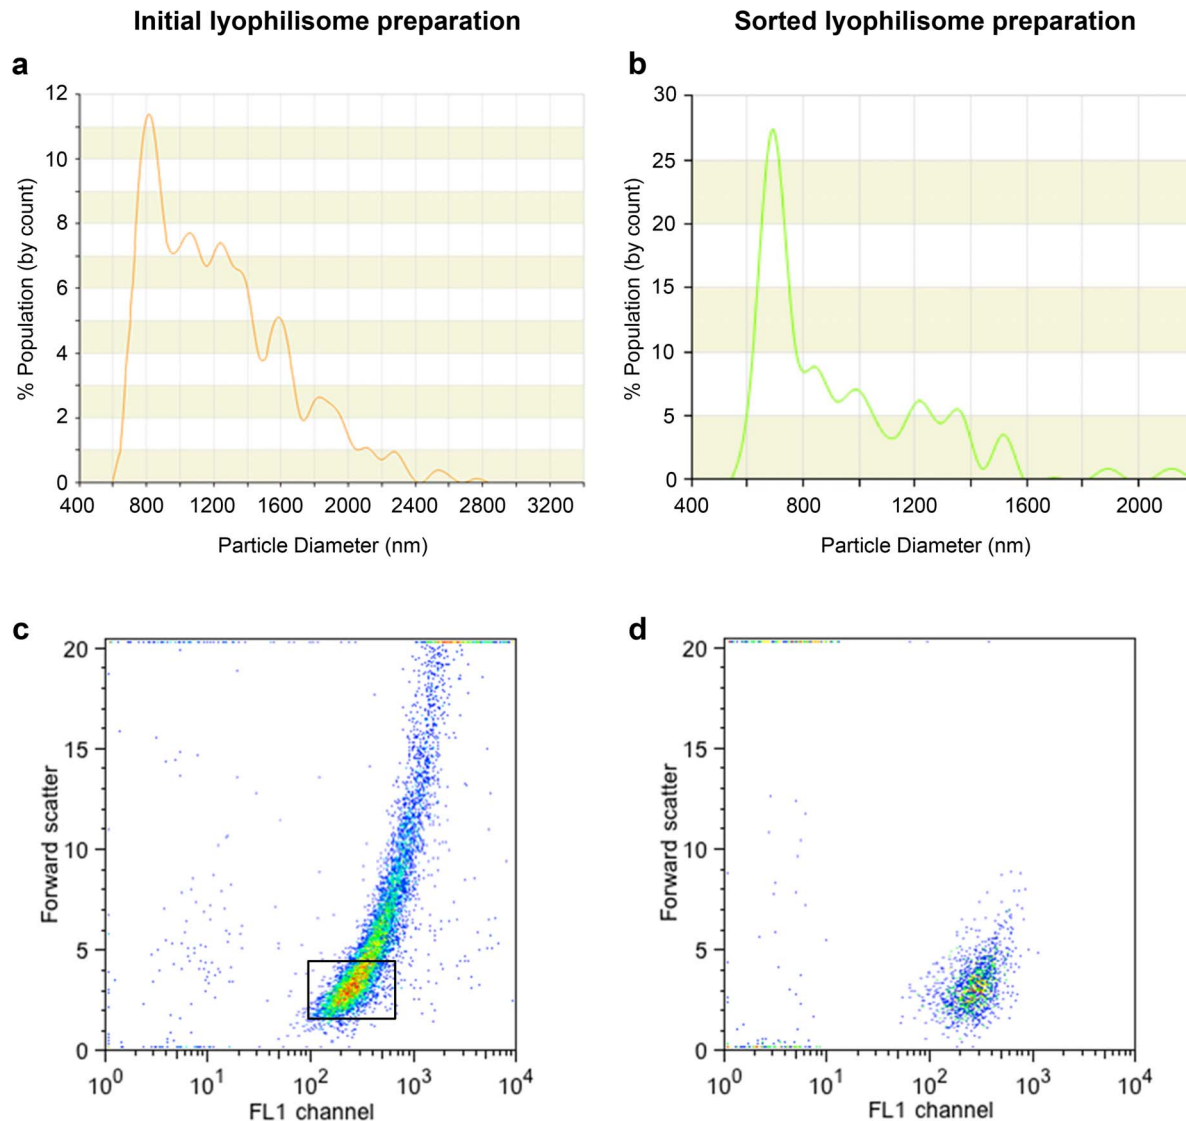 Initial lyophilisome preparation
Sorted lyophilisome preparation
a
12
10
8
6
4
2
0
% Population (by count)
400 800 1200 1600 2000 2400 2800 3200
Particle Diameter (nm)
b
30
25
20
15
10
5
0
% Population (by count)
400 800 1200 1600 2000
Particle Diameter (nm)
c
20
15
10
5
0
Forward scatter
10⁰ 10¹ 10² 10³ 10⁴
FL1 channel
d
20
15
10
5
0
Forward scatter
10⁰ 10¹ 10² 10³ 10⁴
FL1 channel